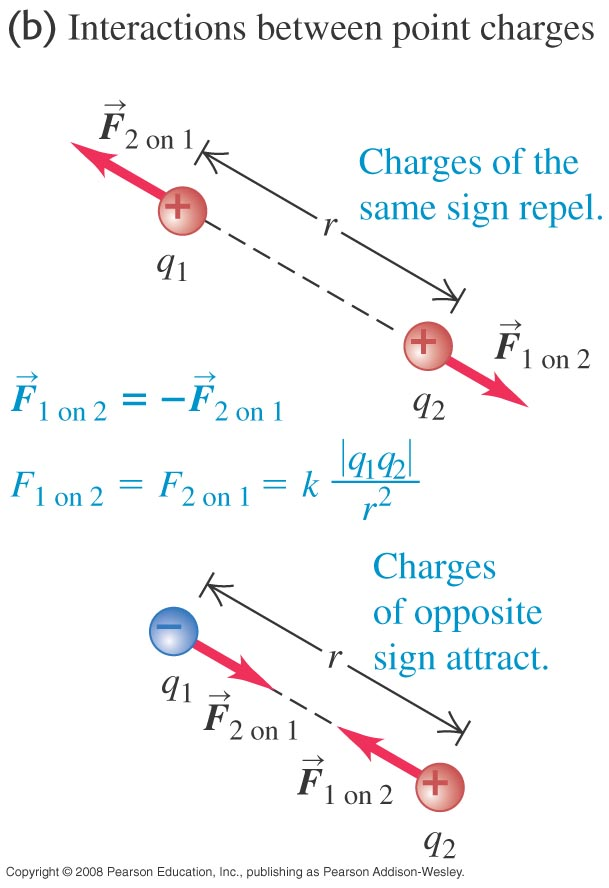 (b) Interactions between point charges
F⃗2 on 1
Charges of the
same sign repel.
r
+
q1
+
F⃗1 on 2
q2
F⃗1 on 2 = −F⃗2 on 1
F1 on 2 = F2 on 1 = k |q1q2| / r²
Charges
of opposite
sign attract.
−
r
q1
F⃗2 on 1
F⃗1 on 2
+
q2
Copyright © 2008 Pearson Education, Inc., publishing as Pearson Addison-Wesley.